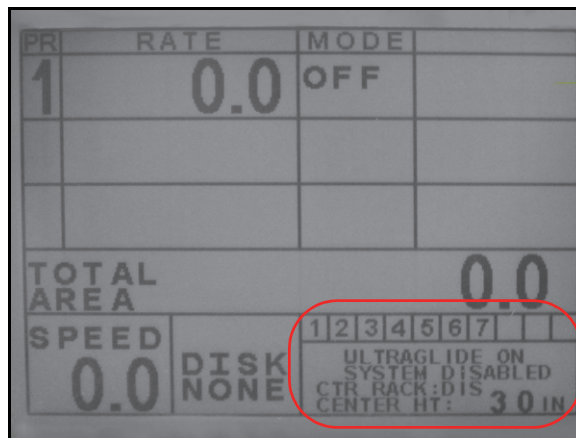 PR RATE MODE
1 0.0 OFF
TOTAL AREA 0.0
SPEED 0.0
DISK NONE
1 2 3 4 5 6 7
ULTRAGLIDE ON
SYSTEM DISABLED
CTR RACK:DIS
CENTER HT: 30 IN